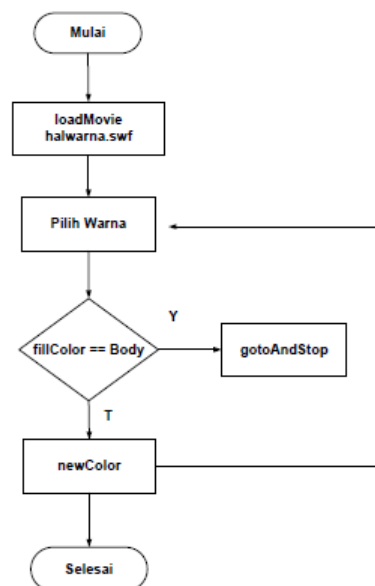 Mulai
loadMovie
halwarna.swf
Pilih Warna
fillColor == Body
Y
gotoAndStop
T
newColor
Selesai